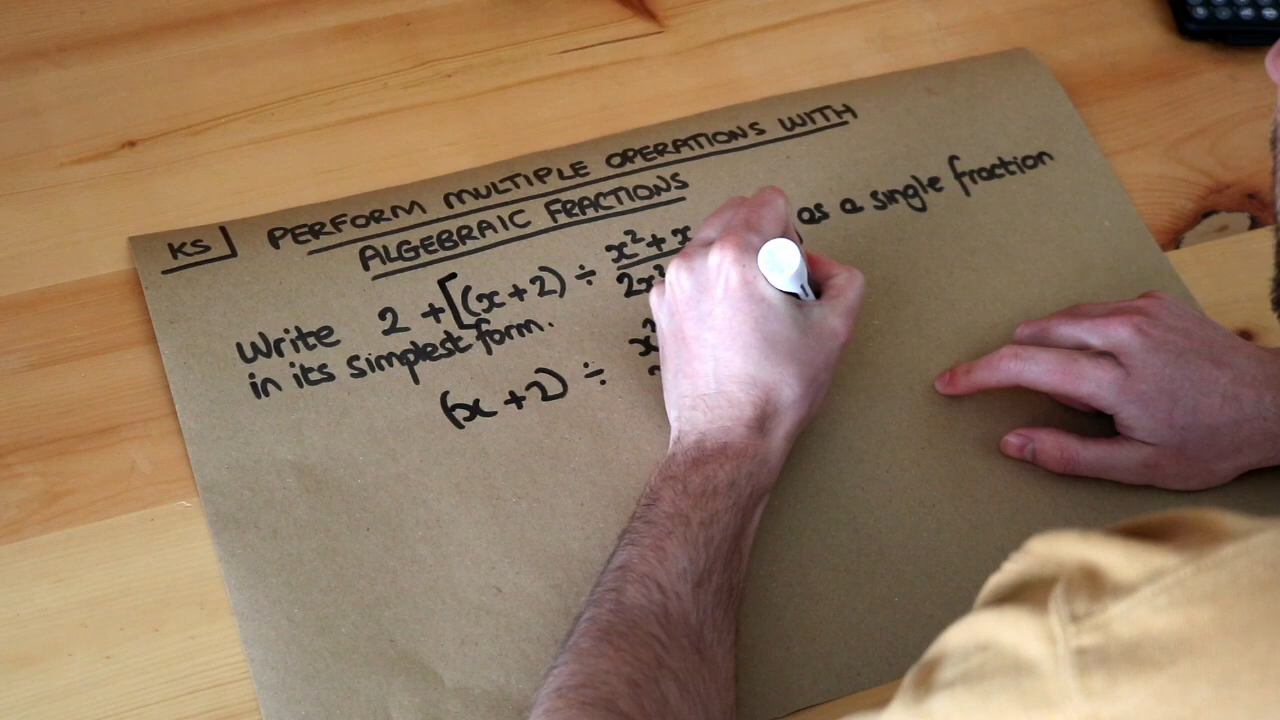 KS
PERFORM MULTIPLE OPERATIONS WITH
ALGEBRAIC FRACTIONS
Write 2 + [(x+2) ÷ x² + x as a single fraction
2x²
in its simplest form.
(x+2) ÷